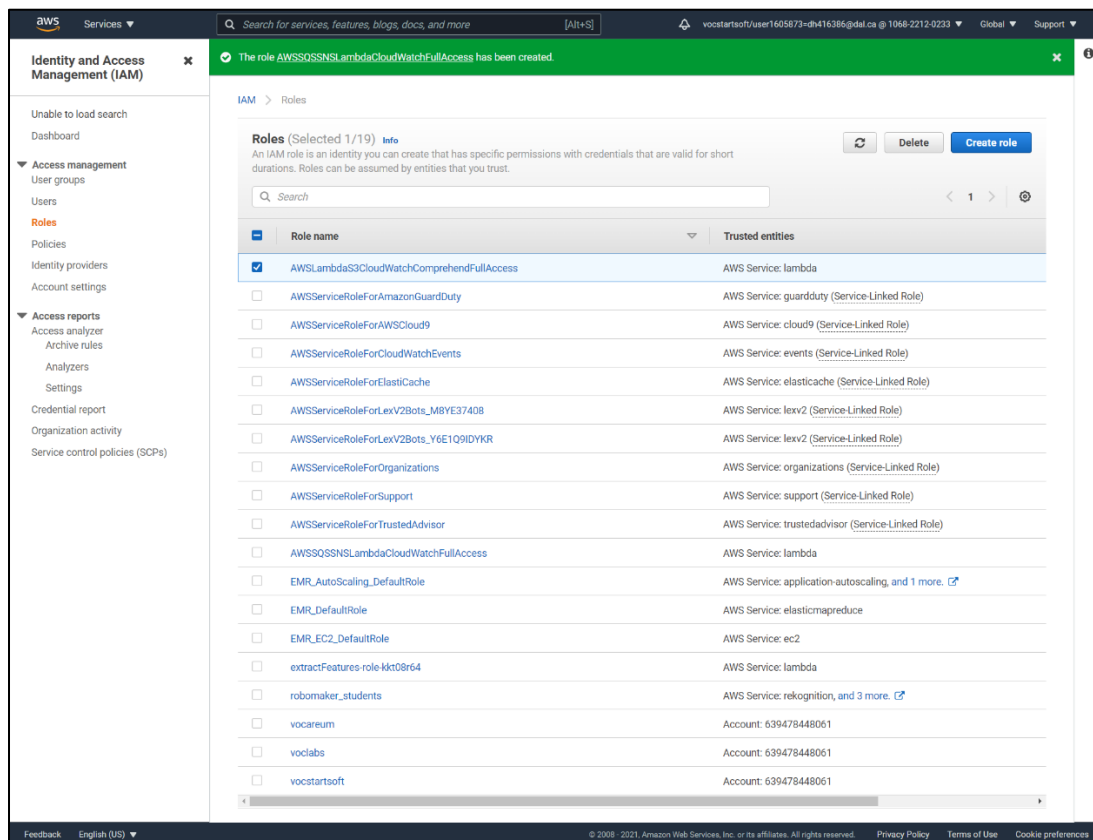 aws Services ▼ Search for services, features, blogs, docs, and more [Alt+S] vocstartsoft/user1605873=dh416386@dal.ca @ 1068-2212-0233 ▼ Global ▼ Support ▼
Identity and Access
Management (IAM)
Unable to load search
Dashboard
Access management
User groups
Users
Roles
Policies
Identity providers
Account settings
Access reports
Access analyzer
Archive rules
Analyzers
Settings
Credential report
Organization activity
Service control policies (SCPs)
The role AWSSQSSNSLambdaCloudWatchFullAccess has been created.
IAM > Roles
Roles (Selected 1/19) Info
An IAM role is an identity you can create that has specific permissions with credentials that are valid for short
durations. Roles can be assumed by entities that you trust.
Delete Create role
Search
1
Role name Trusted entities
AWSLambdaS3CloudWatchComprehendFullAccess AWS Service: lambda
AWSServiceRoleForAmazonGuardDuty AWS Service: guardduty (Service-Linked Role)
AWSServiceRoleForAWSCloud9 AWS Service: cloud9 (Service-Linked Role)
AWSServiceRoleForCloudWatchEvents AWS Service: events (Service-Linked Role)
AWSServiceRoleForElastiCache AWS Service: elasticache (Service-Linked Role)
AWSServiceRoleForLexV2Bots_M8YE37408 AWS Service: lexv2 (Service-Linked Role)
AWSServiceRoleForLexV2Bots_Y6E1Q9IDYKR AWS Service: lexv2 (Service-Linked Role)
AWSServiceRoleForOrganizations AWS Service: organizations (Service-Linked Role)
AWSServiceRoleForSupport AWS Service: support (Service-Linked Role)
AWSServiceRoleForTrustedAdvisor AWS Service: trustedadvisor (Service-Linked Role)
AWSSQSSNSLambdaCloudWatchFullAccess AWS Service: lambda
EMR_AutoScaling_DefaultRole AWS Service: application-autoscaling, and 1 more.
EMR_DefaultRole AWS Service: elasticmapreduce
EMR_EC2_DefaultRole AWS Service: ec2
extractFeatures-role-kkt08r64 AWS Service: lambda
robomaker_students AWS Service: rekognition, and 3 more.
vocareum Account: 639478448061
voclabs Account: 639478448061
vocstartsoft Account: 639478448061
Feedback English (US) ▼ © 2008 - 2021, Amazon Web Services, Inc. or its affiliates. All rights reserved. Privacy Policy Terms of Use Cookie preferences